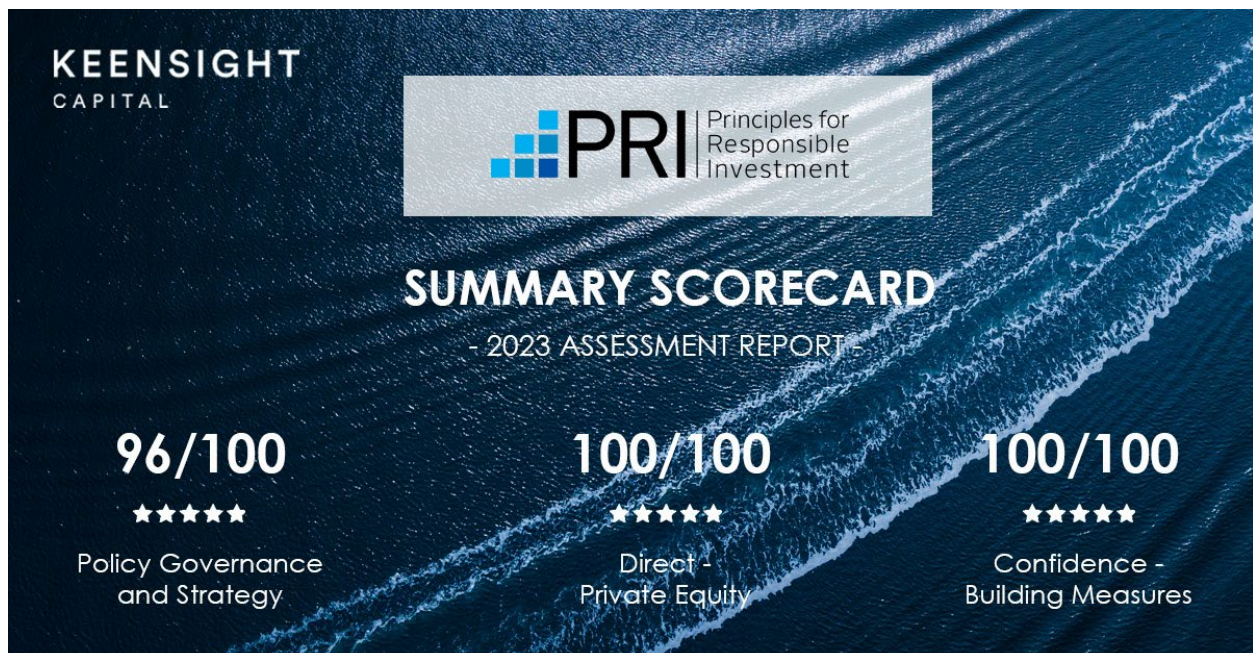 KEENSIGHT
CAPITAL
PRI
Principles for
Responsible
Investment
SUMMARY SCORECARD
- 2023 ASSESSMENT REPORT -
96/100
Policy Governance
and Strategy
100/100
Direct -
Private Equity
100/100
Confidence -
Building Measures